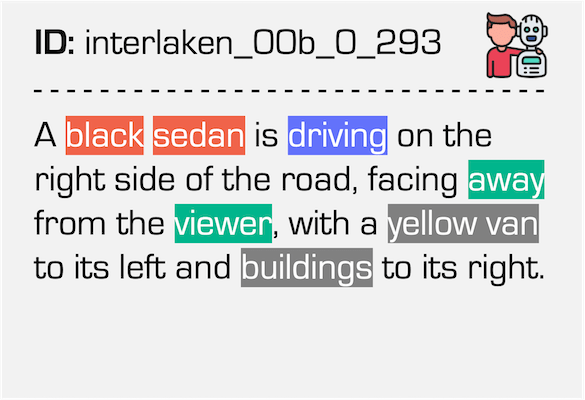 ID: interlaken_00b_0_293
A black sedan is driving on the
right side of the road, facing away
from the viewer, with a yellow van
to its left and buildings to its right.